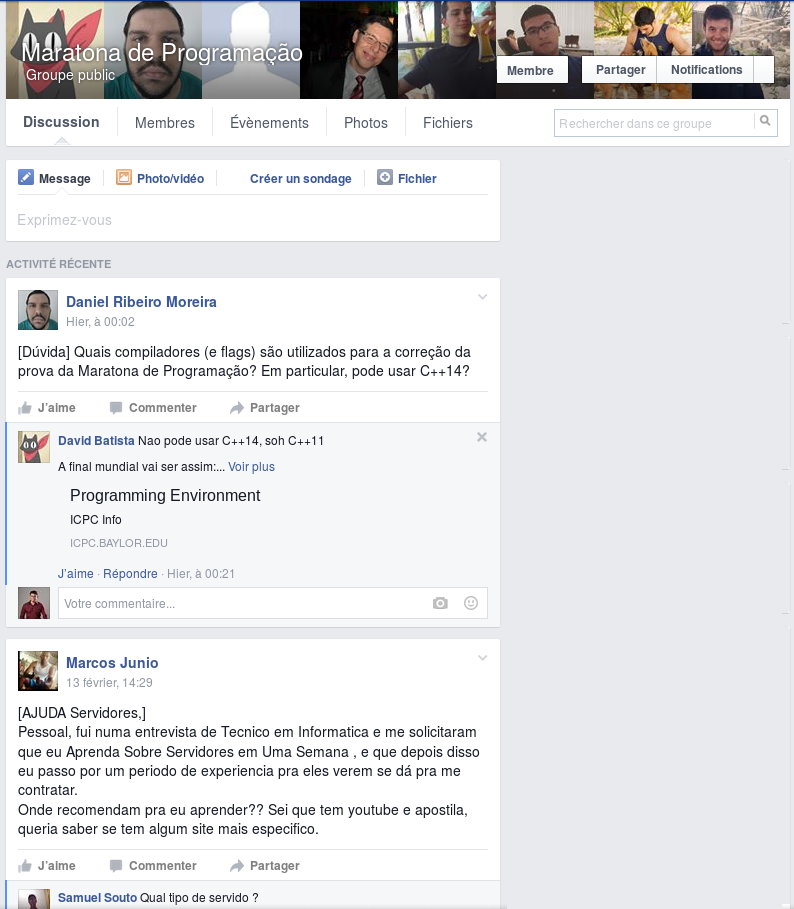 Maratona de Programação
Groupe public
Membre
Partager
Notifications
Discussion
Membres
Évènements
Photos
Fichiers
Rechercher dans ce groupe
Message
Photo/vidéo
Créer un sondage
Fichier
Exprimez-vous
ACTIVITÉ RÉCENTE
Daniel Ribeiro Moreira
Hier, à 00:02
[Dúvida] Quais compiladores (e flags) são utilizados para a correção da
prova da Maratona de Programação? Em particular, pode usar C++14?
J'aime
Commenter
Partager
David Batista Nao pode usar C++14, soh C++11
A final mundial vai ser assim:... Voir plus
Programming Environment
ICPC Info
ICPC.BAYLOR.EDU
J'aime · Répondre · Hier, à 00:21
Votre commentaire...
Marcos Junio
13 février, 14:29
[AJUDA Servidores,]
Pessoal, fui numa entrevista de Tecnico em Informatica e me solicitaram
que eu Aprenda Sobre Servidores em Uma Semana , e que depois disso
eu passo por um periodo de experiencia pra eles verem se dá pra me
contratar.
Onde recomendam pra eu aprender?? Sei que tem youtube e apostila,
queria saber se tem algum site mais especifico.
J'aime
Commenter
Partager
Samuel Souto Qual tipo de servido ?